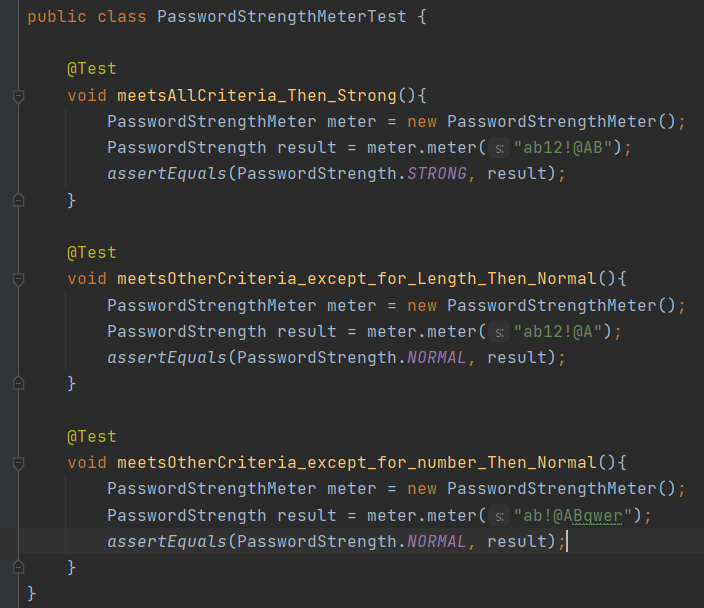 public class PasswordStrengthMeterTest {
@Test
void meetsAllCriteria_Then_Strong(){
PasswordStrengthMeter meter = new PasswordStrengthMeter();
PasswordStrength result = meter.meter( s: "ab12!@AB");
assertEquals(PasswordStrength.STRONG, result);
}
@Test
void meetsOtherCriteria_except_for_Length_Then_Normal(){
PasswordStrengthMeter meter = new PasswordStrengthMeter();
PasswordStrength result = meter.meter( s: "ab12!@A");
assertEquals(PasswordStrength.NORMAL, result);
}
@Test
void meetsOtherCriteria_except_for_number_Then_Normal(){
PasswordStrengthMeter meter = new PasswordStrengthMeter();
PasswordStrength result = meter.meter( s: "ab!@ABqwer");
assertEquals(PasswordStrength.NORMAL, result);
}
}